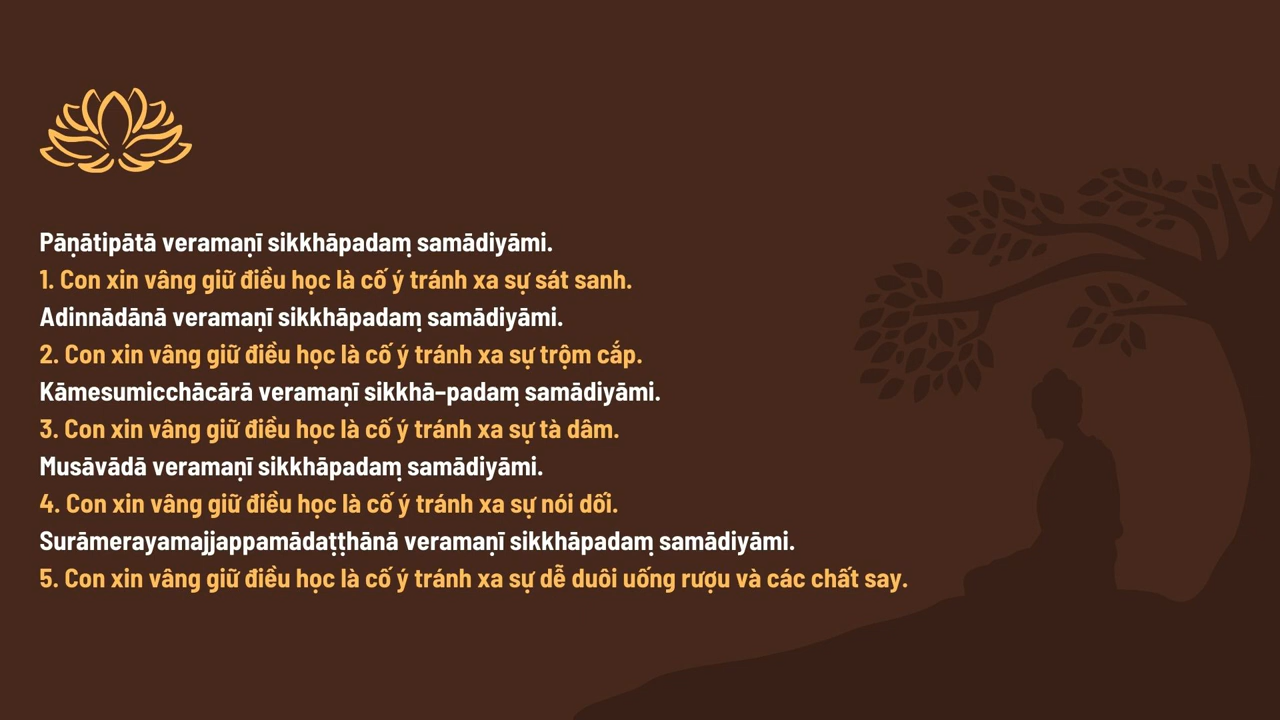 Pāṇātipātā veramaṇī sikkhāpadaṃ samādiyāmi.
1. Con xin vâng giữ điều học là cố ý tránh xa sự sát sanh.
Adinnādānā veramaṇī sikkhāpadaṃ samādiyāmi.
2. Con xin vâng giữ điều học là cố ý tránh xa sự trộm cắp.
Kāmesumicchācārā veramaṇī sikkhā–padaṃ samādiyāmi.
3. Con xin vâng giữ điều học là cố ý tránh xa sự tà dâm.
Musāvādā veramaṇī sikkhāpadaṃ samādiyāmi.
4. Con xin vâng giữ điều học là cố ý tránh xa sự nói dối.
Surāmerayamajjappamādaṭṭhānā veramaṇī sikkhāpadaṃ samādiyāmi.
5. Con xin vâng giữ điều học là cố ý tránh xa sự dễ duôi uống rượu và các chất say.